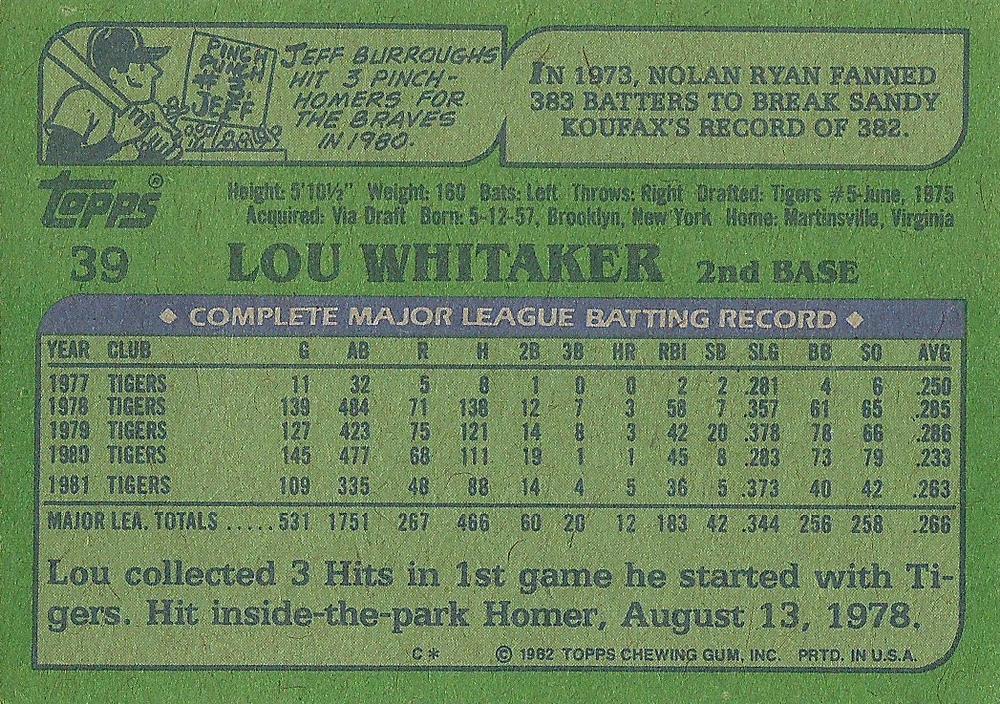 PINCH
PUNCH
# 3
JEFF
JEFF BURROUGHS
HIT 3 PINCH-
HOMERS FOR
THE BRAVES
IN 1980.
IN 1973, NOLAN RYAN FANNED
383 BATTERS TO BREAK SANDY
KOUFAX'S RECORD OF 382.
TOPPS®
Height: 5'10½" Weight: 160 Bats: Left Throws: Right Drafted: Tigers #5-June, 1975
Acquired: Via Draft Born: 5-12-57, Brooklyn, New York Home: Martinsville, Virginia
39 LOU WHITAKER 2nd BASE
◆ COMPLETE MAJOR LEAGUE BATTING RECORD ◆
YEAR CLUB G AB R H 2B 3B HR RBI SB SLG BB SO AVG
1977 TIGERS 11 32 5 8 1 0 0 2 2 .281 4 6 .250
1978 TIGERS 139 484 71 138 12 7 3 58 7 .357 61 65 .285
1979 TIGERS 127 423 75 121 14 8 3 42 20 .378 78 66 .286
1980 TIGERS 145 477 68 111 19 1 1 45 8 .283 73 79 .233
1981 TIGERS 109 335 48 88 14 4 5 36 5 .373 40 42 .263
MAJOR LEA. TOTALS .....531 1751 267 466 60 20 12 183 42 .344 256 258 .266
Lou collected 3 Hits in 1st game he started with Ti-
gers. Hit inside-the-park Homer, August 13, 1978.
C* © 1982 TOPPS CHEWING GUM, INC. PRTD. IN U.S.A.